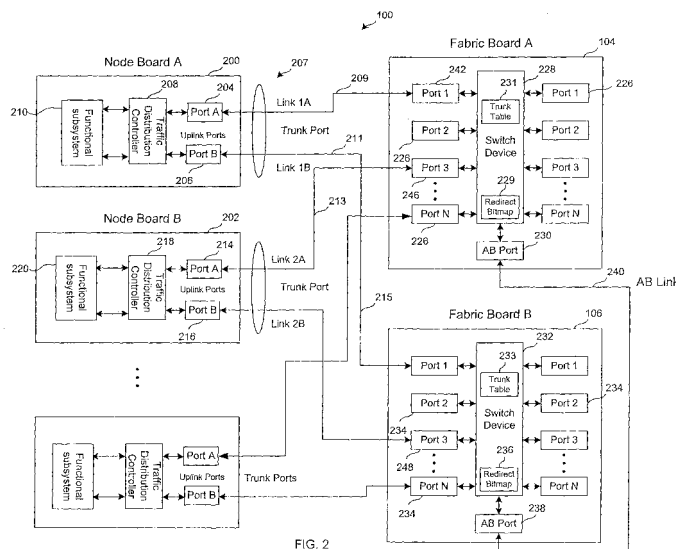 100
Node Board A
200
208
204
210
Functional subsystem
Traffic Distribution Controller
Port A
Uplink Ports
Port B
206
207
209
Link 1A
Trunk Port
211
Link 1B
213
Node Board B
202
218
214
220
Functional subsystem
Traffic Distribution Controller
Port A
Uplink Ports
Port B
216
Link 2A
Trunk Port
Link 2B
215
Functional subsystem
Traffic Distribution Controller
Port A
Uplink Ports
Port B
Trunk Ports
Fabric Board A
104
242
231
228
226
Port 1
Trunk Table
Port 1
Port 2
Switch Device
Port 2
226
Port 3
Port 3
246
229
Redirect Bitmap
Port N
Port N
226
AB Port
230
240
AB Link
Fabric Board B
106
232
233
Port 1
Trunk Table
Port 1
234
Port 2
Switch Device
Port 2
234
Port 3
Port 3
248
236
Redirect Bitmap
Port N
Port N
234
AB Port
238
FIG. 2